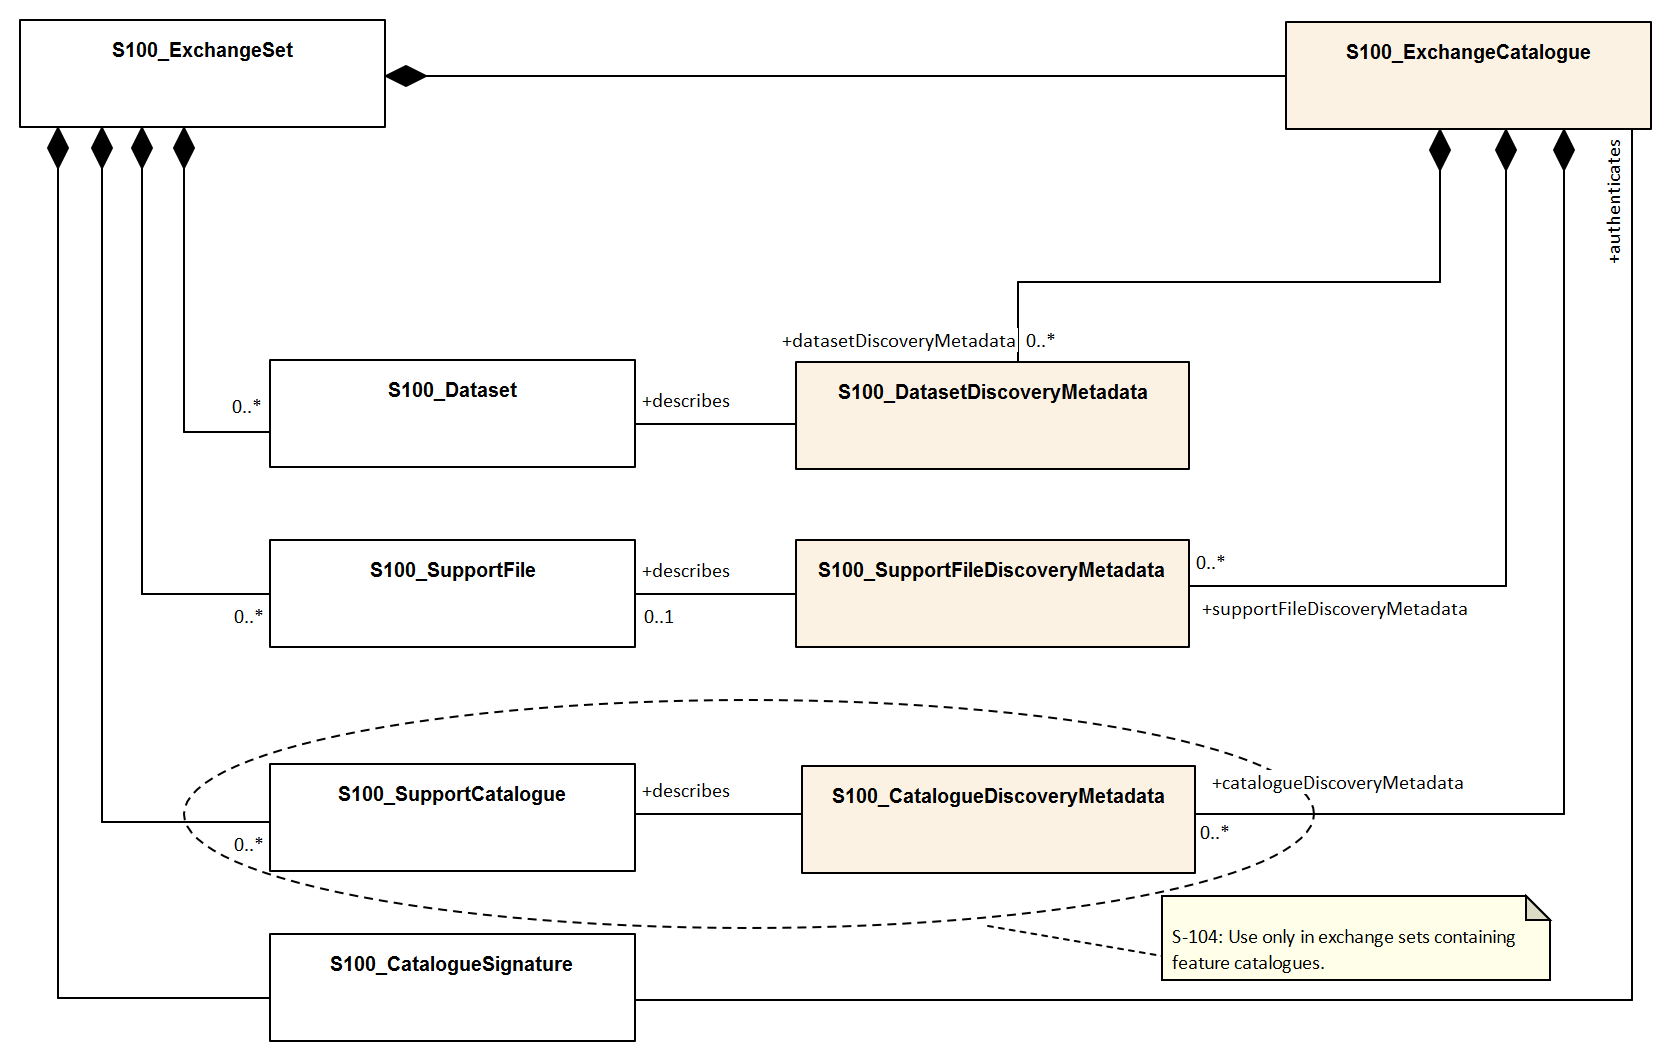 S100_ExchangeSet
S100_ExchangeCatalogue
+authenticates
+datasetDiscoveryMetadata
0..*
S100_Dataset
0..*
+describes
S100_DatasetDiscoveryMetadata
S100_SupportFile
0..*
+describes
0..1
S100_SupportFileDiscoveryMetadata
0..*
+supportFileDiscoveryMetadata
S100_SupportCatalogue
0..*
+describes
S100_CatalogueDiscoveryMetadata
+catalogueDiscoveryMetadata
0..*
S-104: Use only in exchange sets containing
feature catalogues.
S100_CatalogueSignature